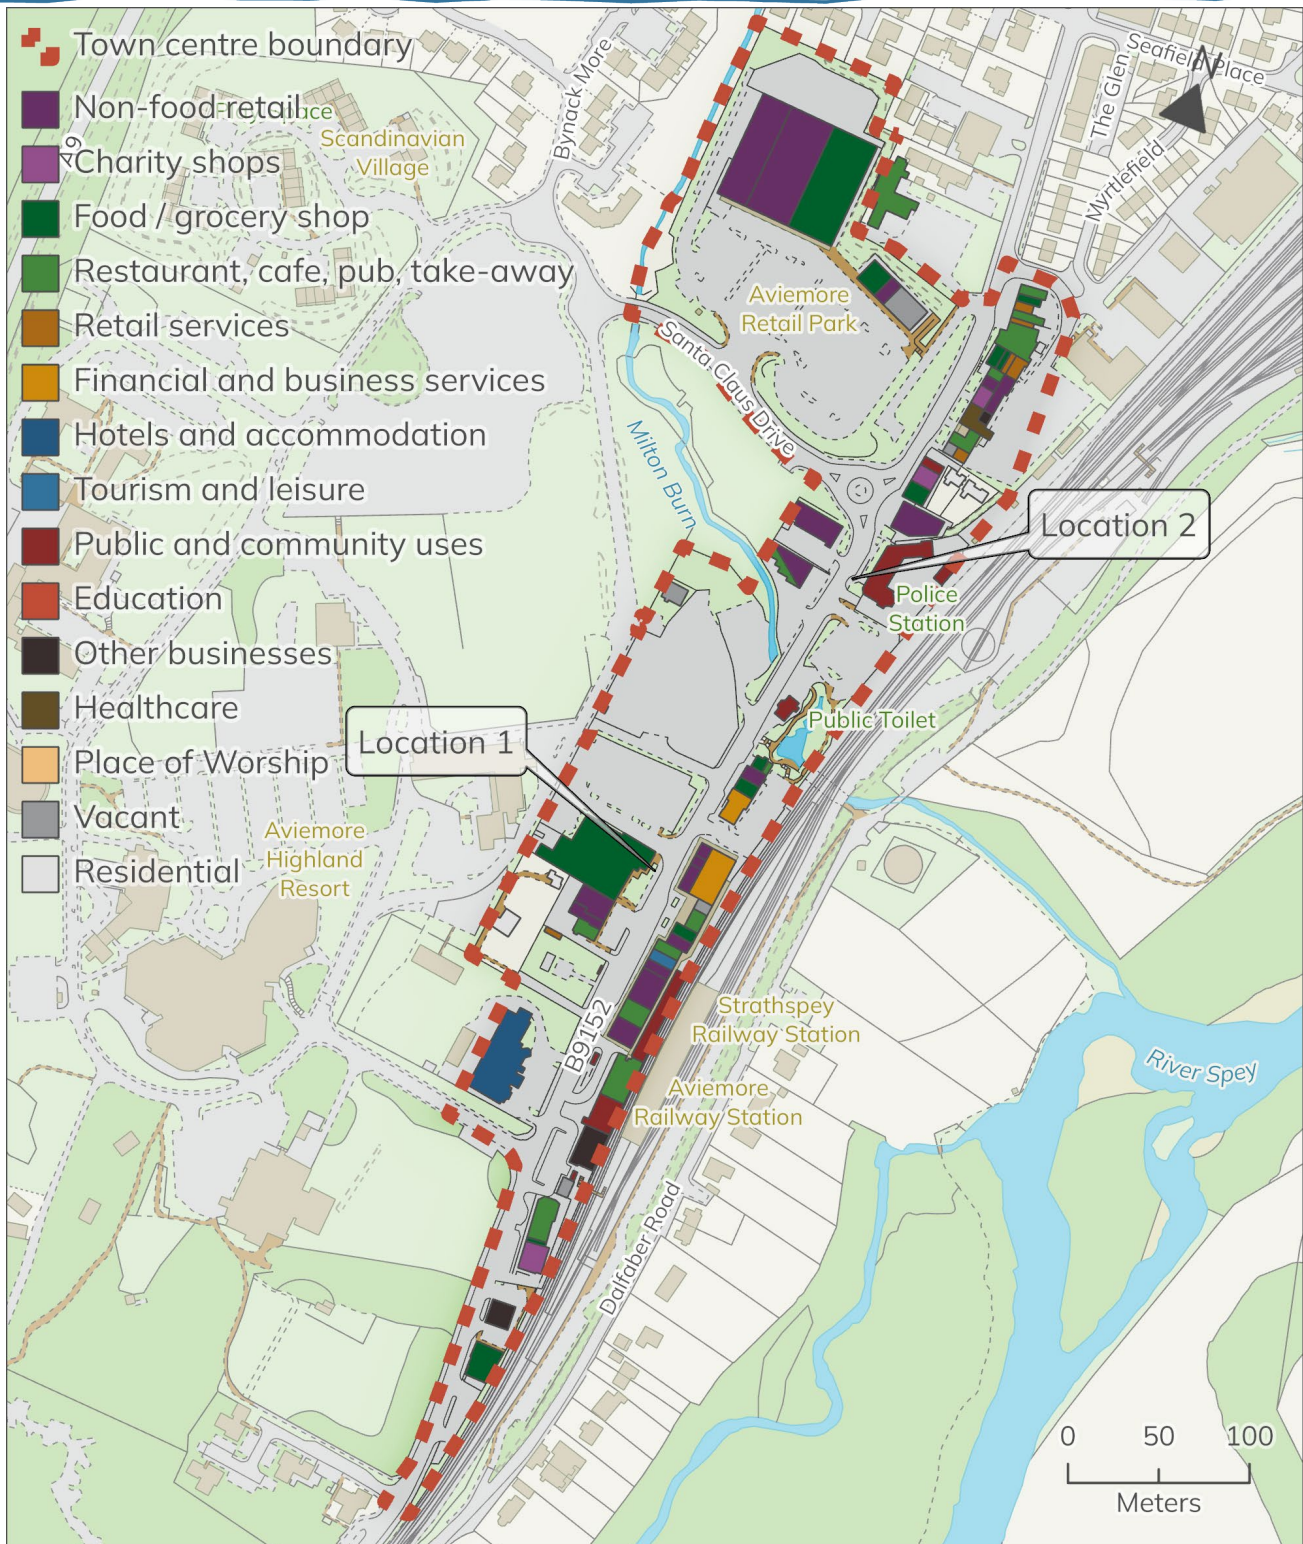 Town centre boundary
Non-food retail
Charity shops
Food / grocery shop
Restaurant, cafe, pub, take-away
Retail services
Financial and business services
Hotels and accommodation
Tourism and leisure
Public and community uses
Education
Other businesses
Healthcare
Place of Worship
Vacant
Residential
A9
Scandinavian
Village
Bynack More
Seafield Place
N
The Glen
Myrtlefield
Aviemore
Retail Park
Santa Claus Drive
Milton Burn
Location 2
Police
Station
Public Toilet
Location 1
Aviemore
Highland
Resort
B9152
Strathspey
Railway Station
Aviemore
Railway Station
River Spey
Dalfaber Road
0 50 100
Meters